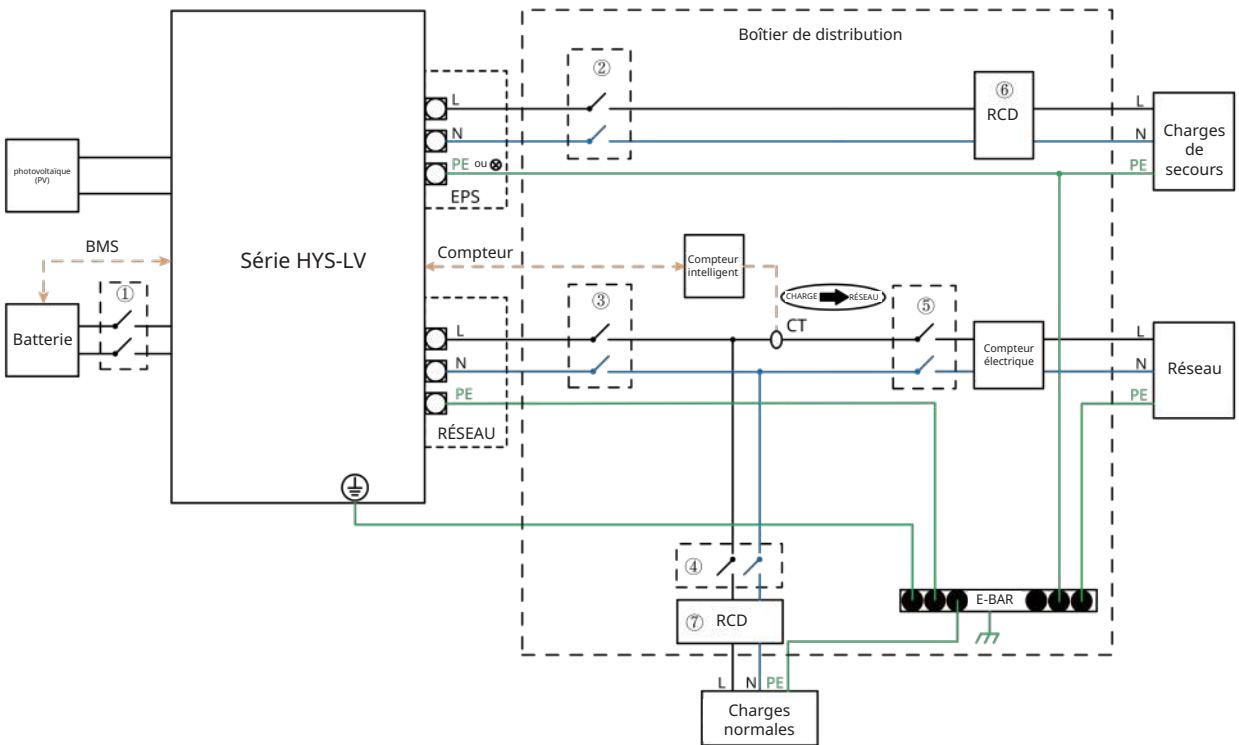 Boîtier de distribution
②
⑥
RCD
L
N
PE ou ⊗
EPS
L
N
PE
Charges
de
secours
photovoltaïque
(PV)
BMS
Série HYS-LV
Compteur
Compteur
intelligent
CHARGE RÉSEAU
CT
①
Batterie
③
⑤
L
N
PE
RÉSEAU
Compteur
électrique
L
N
PE
Réseau
④
⑦ RCD
E-BAR
L N PE
Charges
normales